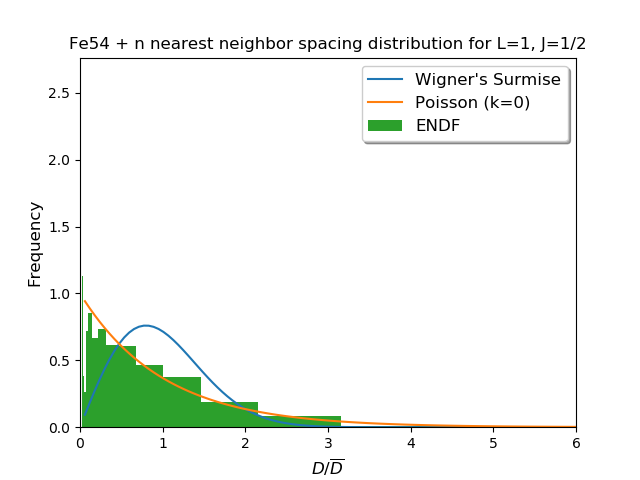 Fe54 + n nearest neighbor spacing distribution for L=1, J=1/2
Wigner's Surmise
Poisson (k=0)
ENDF
Frequency
2.5
2.0
1.5
1.0
0.5
0.0
0 1 2 3 4 5 6
D/D̅